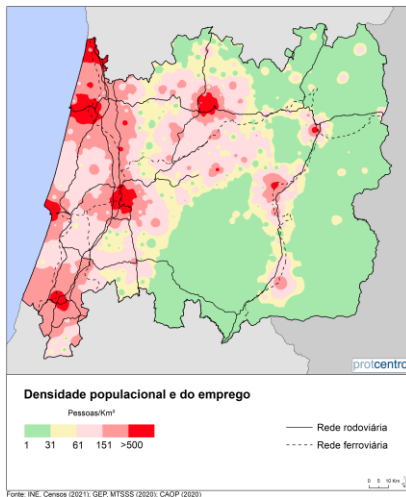 protcentro
Densidade populacional e do emprego
Pessoas/Km²
1 31 61 151 >500
Rede rodoviária
Rede ferroviária
0 5 10 Km
Fonte: INE, Censos (2021); GEP, MTSSS (2020); CAOP (2020)